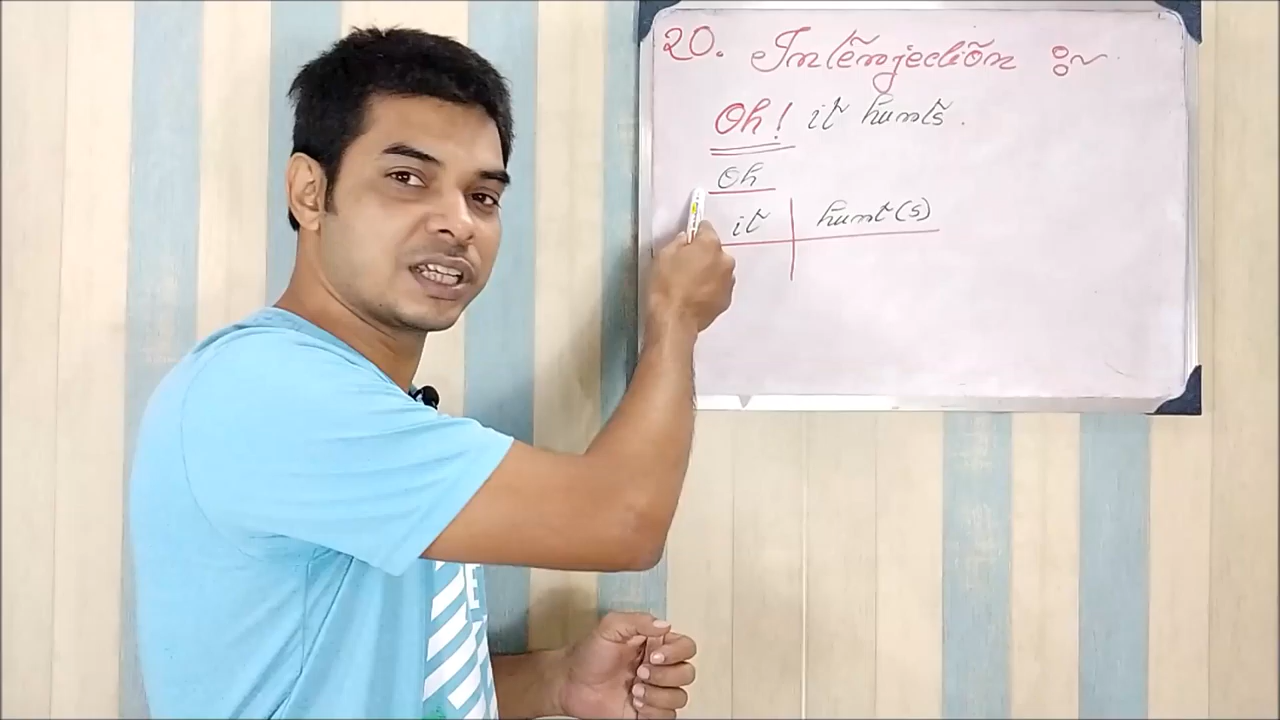 20. Interjection :~
Oh! it hurts.
Oh
it | hurt(s)